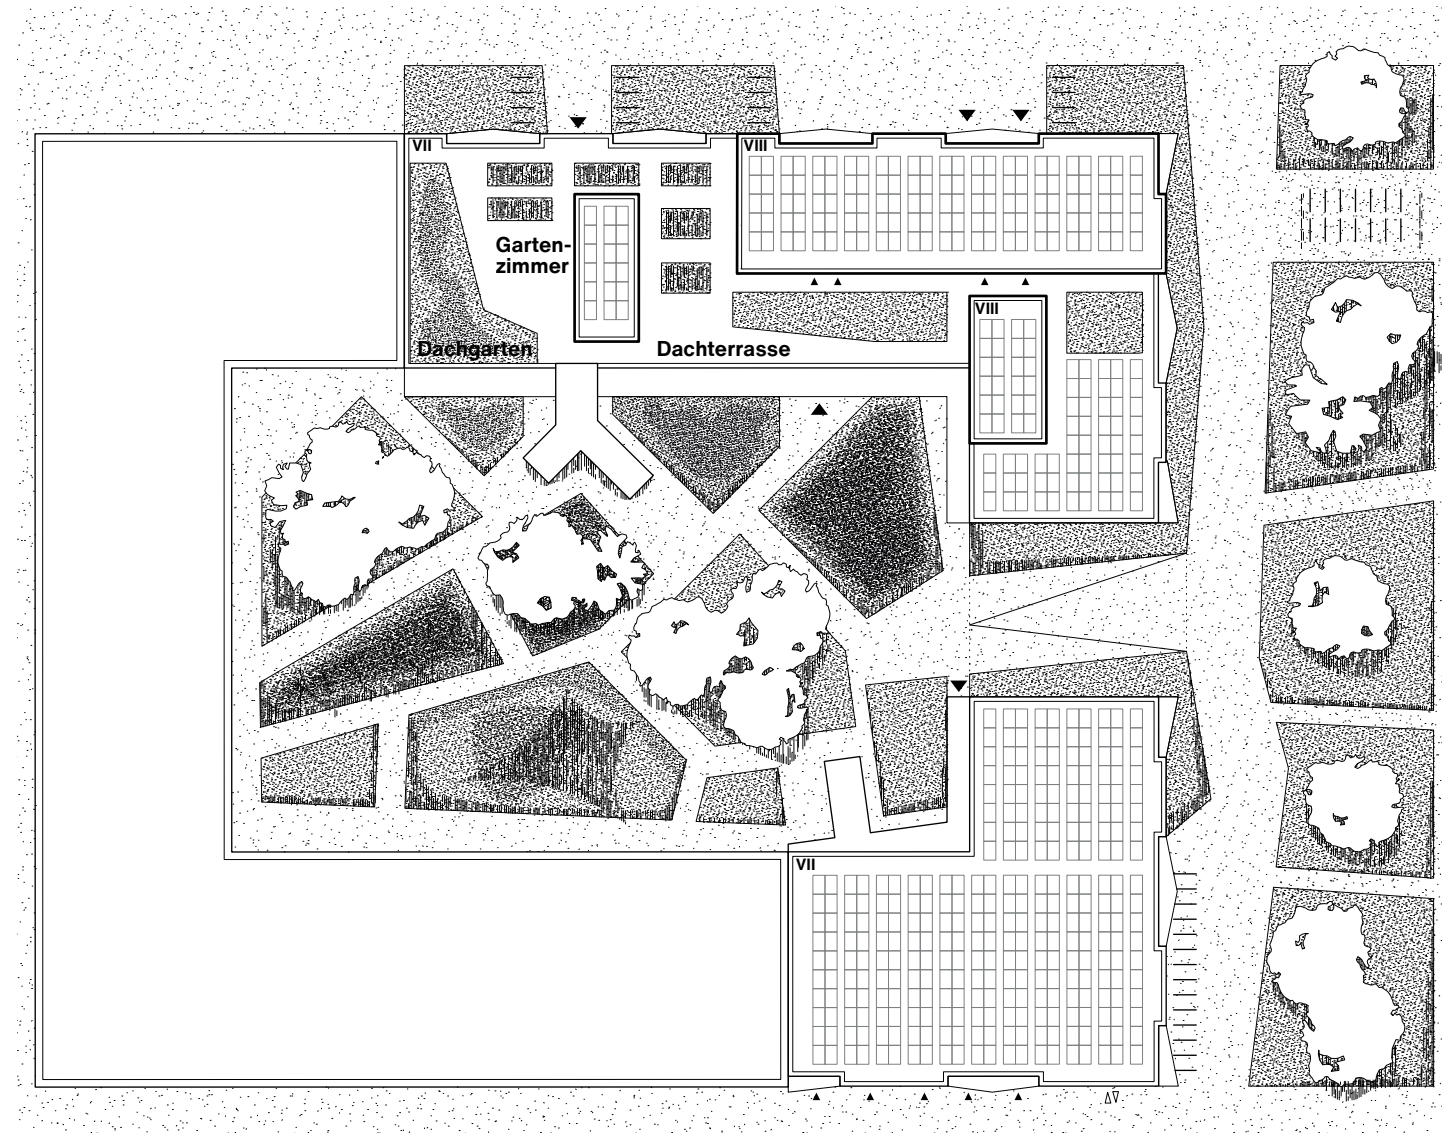 VII
VIII
Garten-
zimmer
VIII
Dachgarten
Dachterrasse
VII